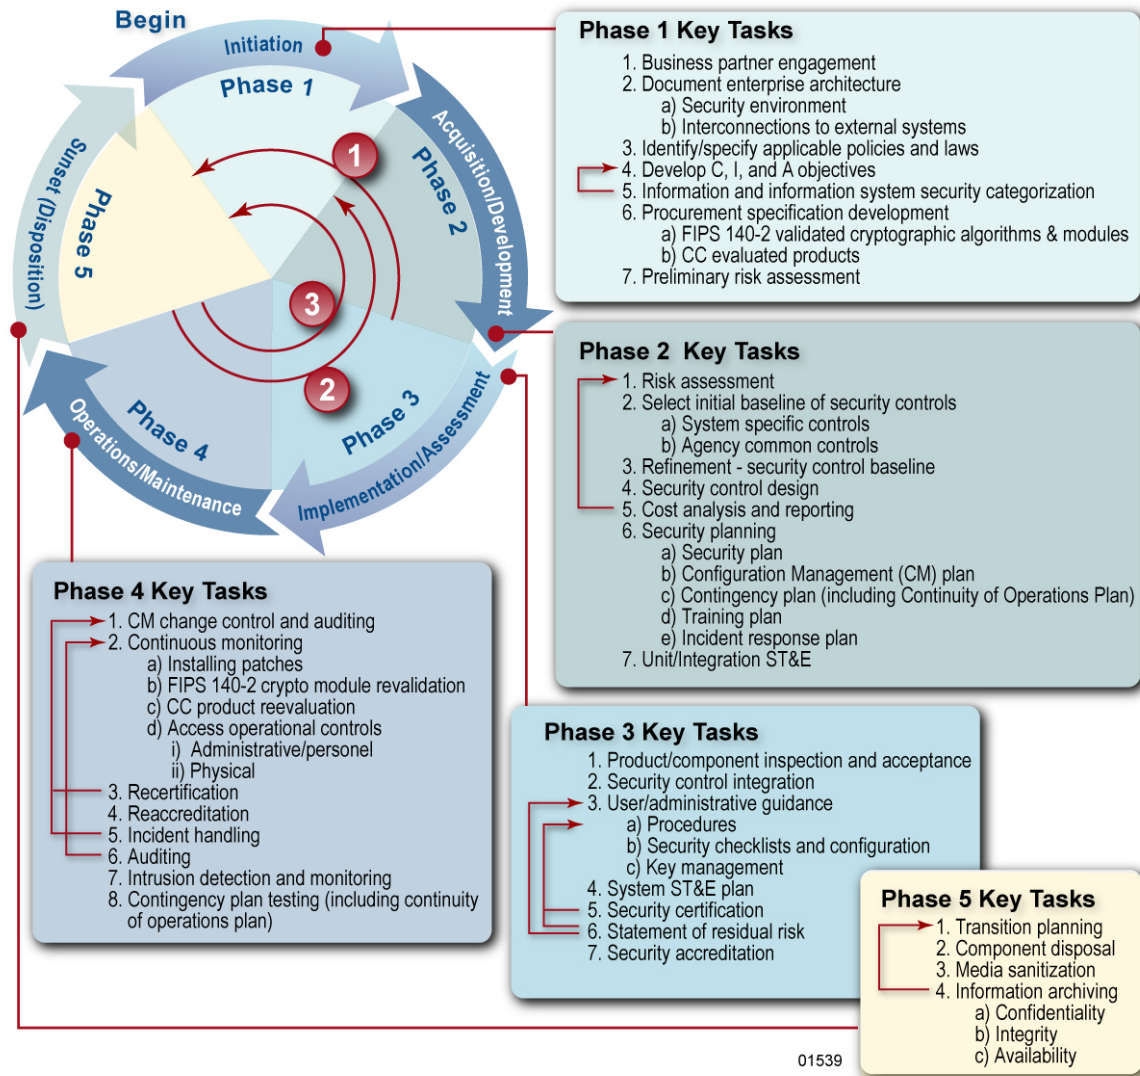 Begin
Initiation
Phase 1
Acquisition/Development
Phase 2
Implementation/Assessment
Phase 3
Operations/Maintenance
Phase 4
Sunset (Disposition)
Phase 5
1
2
3
Phase 1 Key Tasks
1. Business partner engagement
2. Document enterprise architecture
a) Security environment
b) Interconnections to external systems
3. Identify/specify applicable policies and laws
4. Develop C, I, and A objectives
5. Information and information system security categorization
6. Procurement specification development
a) FIPS 140-2 validated cryptographic algorithms & modules
b) CC evaluated products
7. Preliminary risk assessment
Phase 2 Key Tasks
1. Risk assessment
2. Select initial baseline of security controls
a) System specific controls
b) Agency common controls
3. Refinement - security control baseline
4. Security control design
5. Cost analysis and reporting
6. Security planning
a) Security plan
b) Configuration Management (CM) plan
c) Contingency plan (including Continuity of Operations Plan)
d) Training plan
e) Incident response plan
7. Unit/Integration ST&E
Phase 4 Key Tasks
1. CM change control and auditing
2. Continuous monitoring
a) Installing patches
b) FIPS 140-2 crypto module revalidation
c) CC product reevaluation
d) Access operational controls
i) Administrative/personel
ii) Physical
3. Recertification
4. Reaccreditation
5. Incident handling
6. Auditing
7. Intrusion detection and monitoring
8. Contingency plan testing (including continuity
of operations plan)
Phase 3 Key Tasks
1. Product/component inspection and acceptance
2. Security control integration
3. User/administrative guidance
a) Procedures
b) Security checklists and configuration
c) Key management
4. System ST&E plan
5. Security certification
6. Statement of residual risk
7. Security accreditation
Phase 5 Key Tasks
1. Transition planning
2. Component disposal
3. Media sanitization
4. Information archiving
a) Confidentiality
b) Integrity
c) Availability
01539